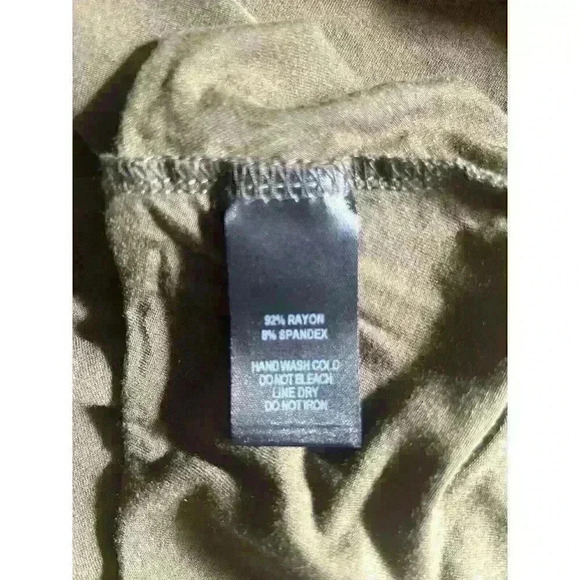 92% RAYON
8% SPANDEX
HAND WASH COLD
DO NOT BLEACH
LINE DRY
DO NOT IRON